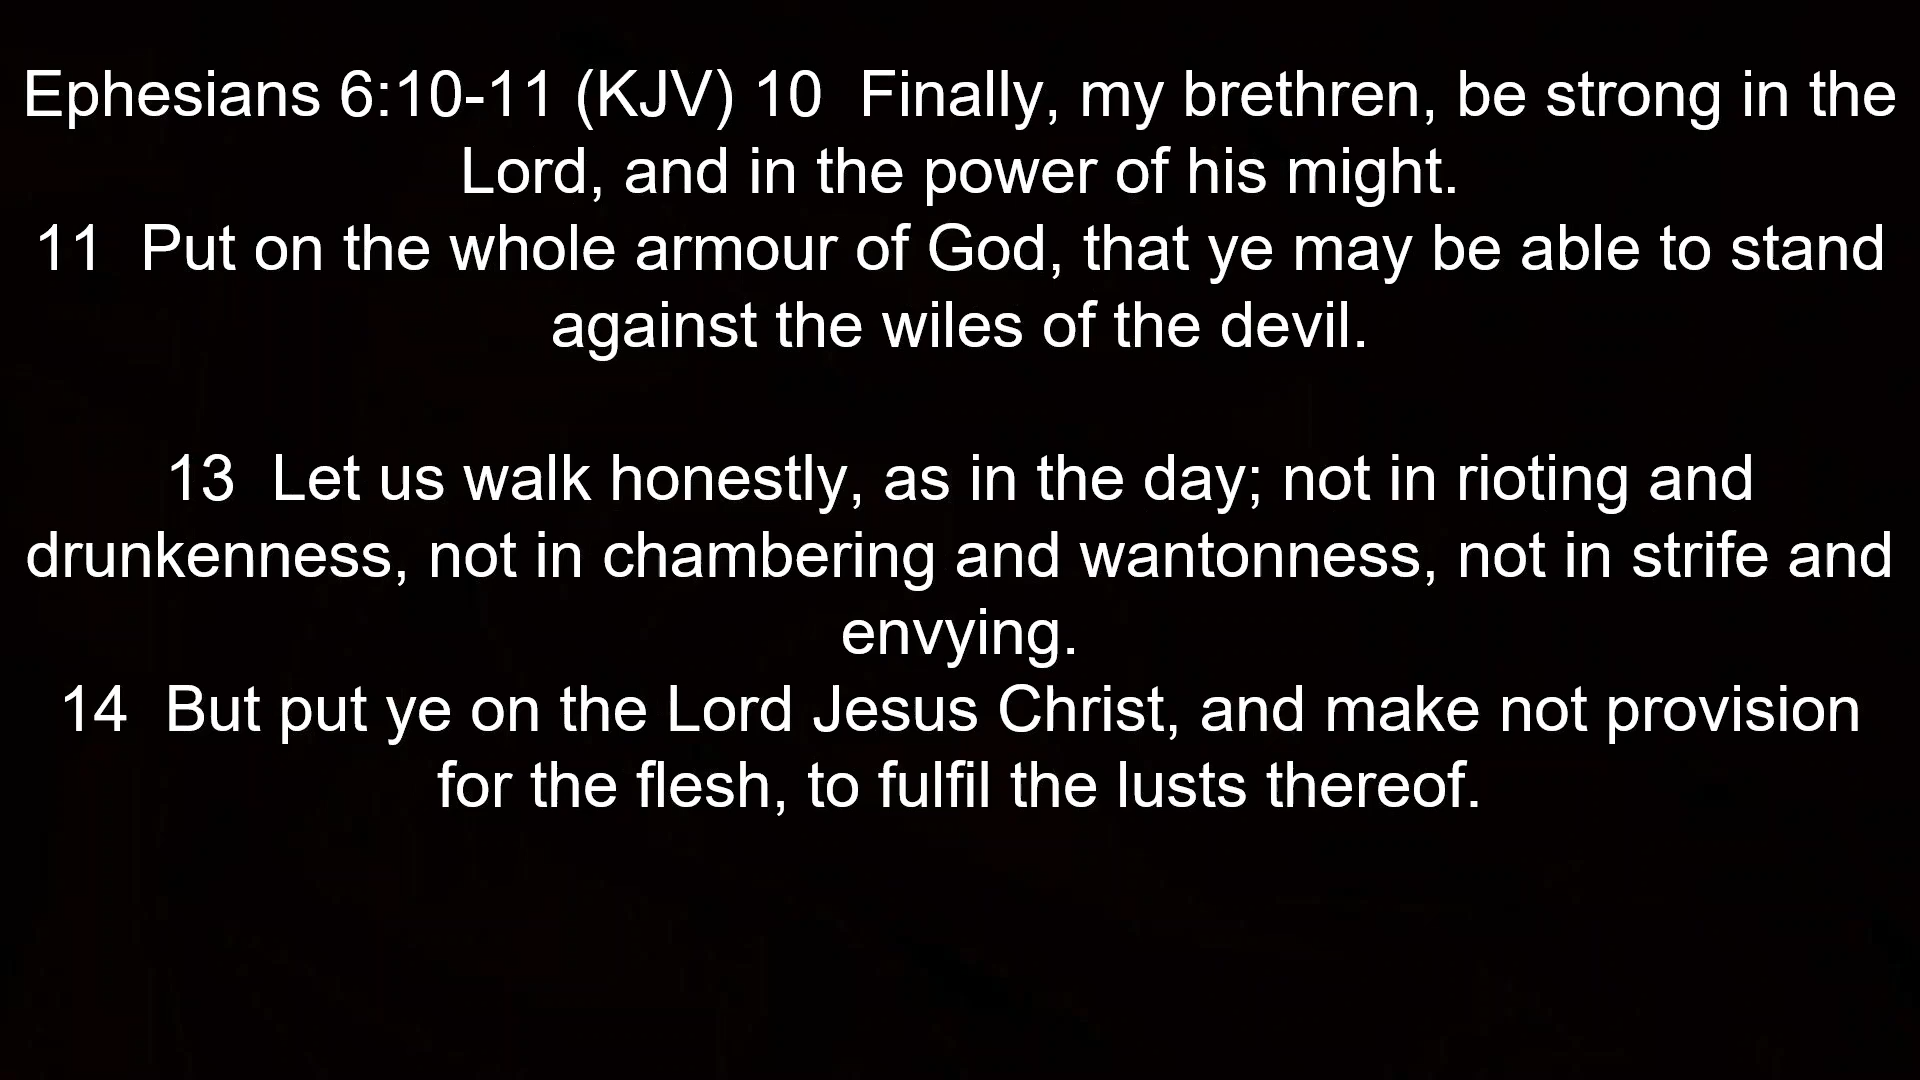 Ephesians 6:10-11 (KJV) 10  Finally, my brethren, be strong in the
Lord, and in the power of his might.
11  Put on the whole armour of God, that ye may be able to stand
against the wiles of the devil.
13  Let us walk honestly, as in the day; not in rioting and
drunkenness, not in chambering and wantonness, not in strife and
envying.
14  But put ye on the Lord Jesus Christ, and make not provision
for the flesh, to fulfil the lusts thereof.